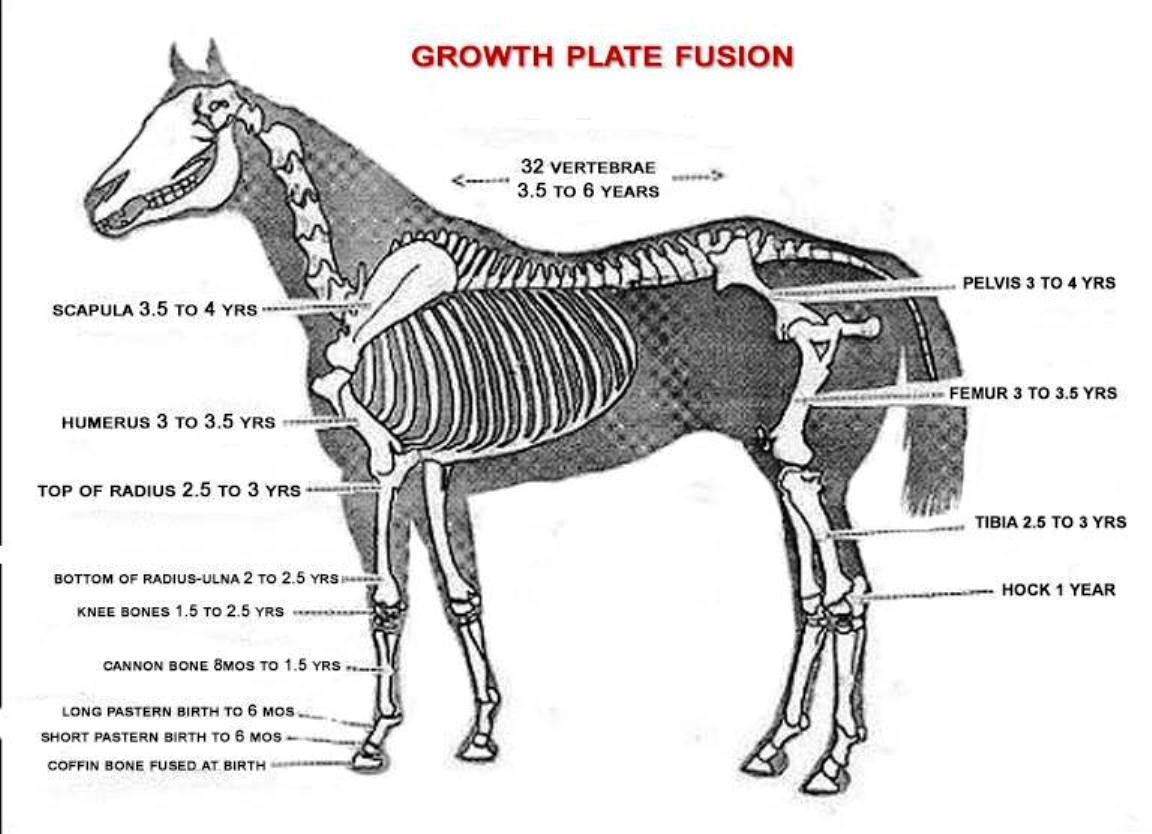 GROWTH PLATE FUSION
32 VERTEBRAE
3.5 TO 6 YEARS
SCAPULA 3.5 TO 4 YRS
HUMERUS 3 TO 3.5 YRS
TOP OF RADIUS 2.5 TO 3 YRS
BOTTOM OF RADIUS-ULNA 2 TO 2.5 YRS
KNEE BONES 1.5 TO 2.5 YRS
CANNON BONE 8MOS TO 1.5 YRS
LONG PASTERN BIRTH TO 6 MOS
SHORT PASTERN BIRTH TO 6 MOS
COFFIN BONE FUSED AT BIRTH
PELVIS 3 TO 4 YRS
FEMUR 3 TO 3.5 YRS
TIBIA 2.5 TO 3 YRS
HOCK 1 YEAR